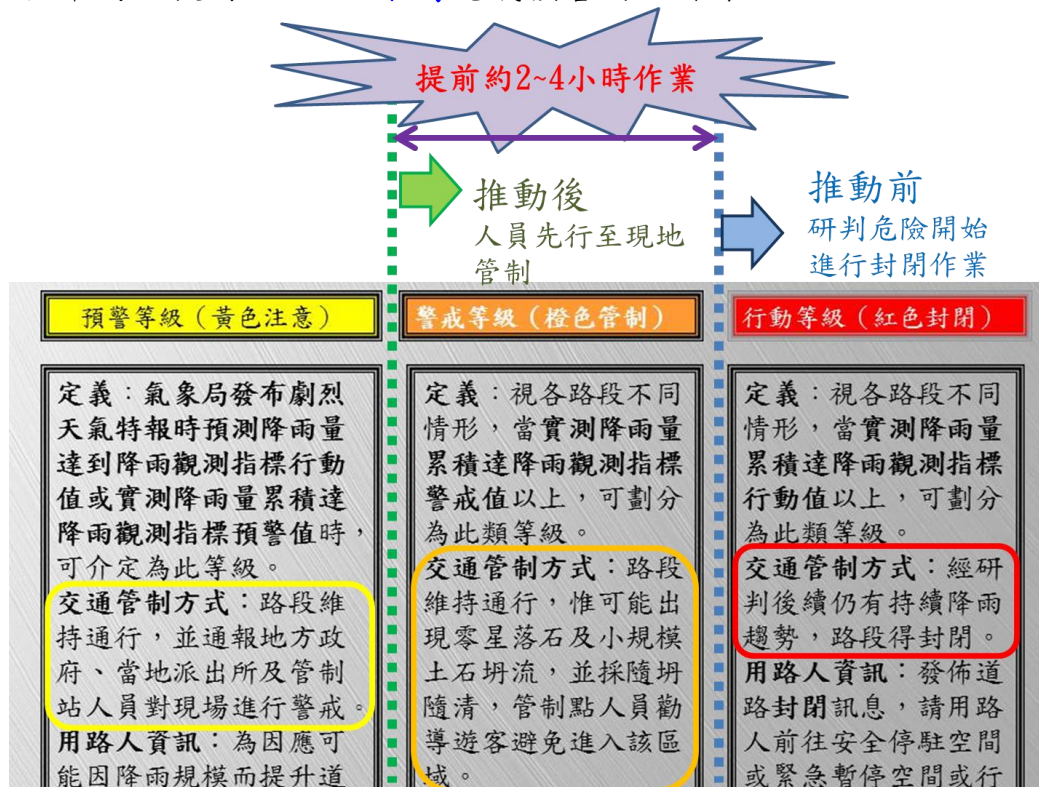 提前約2~4小時作業
推動後
人員先行至現地
管制
推動前
研判危險開始
進行封閉作業
預警等級（黃色注意）
定義：氣象局發布劇烈
天氣特報時預測降雨量
達到降雨觀測指標行動
值或實測降雨量累積達
降雨觀測指標預警值時，
可介定為此等級。
交通管制方式：路段維
持通行，並通報地方政
府、當地派出所及管制
站人員對現場進行警戒。
用路人資訊：為因應可
能因降雨規模而提升道
警戒等級（橙色管制）
定義：視各路段不同
情形，當實測降雨量
累積達降雨觀測指標
警戒值以上，可劃分
為此類等級。
交通管制方式：路段
維持通行，惟可能出
現零星落石及小規模
土石坍流，並採隨坍
隨清，管制點人員勸
導遊客避免進入該區
域。
行動等級（紅色封閉）
定義：視各路段不同
情形，當實測降雨量
累積達降雨觀測指標
行動值以上，可劃分
為此類等級。
交通管制方式：經研
判後續仍有持續降雨
趨勢，路段得封閉。
用路人資訊：發佈道
路封閉訊息，請用路
人前往安全停駐空間
或緊急暫停空間或行